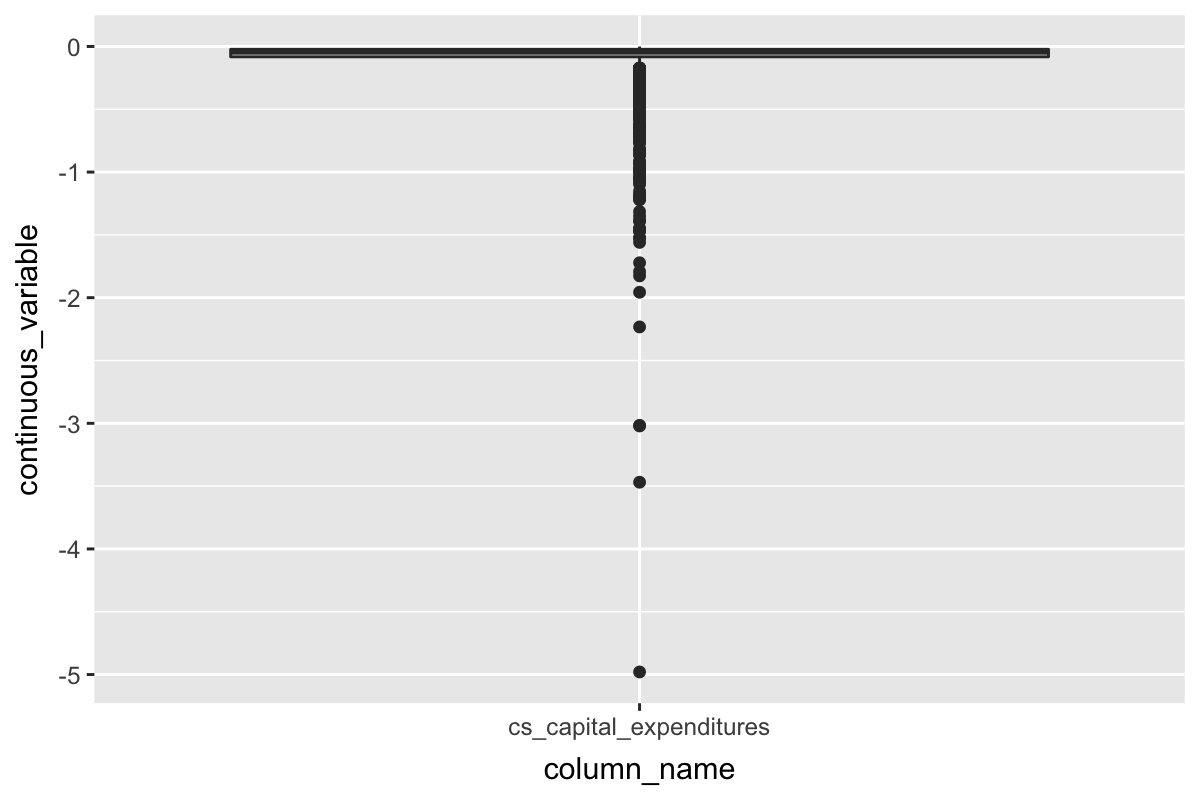 0
-1
-2
-3
-4
-5
continuous_variable
cs_capital_expenditures
column_name